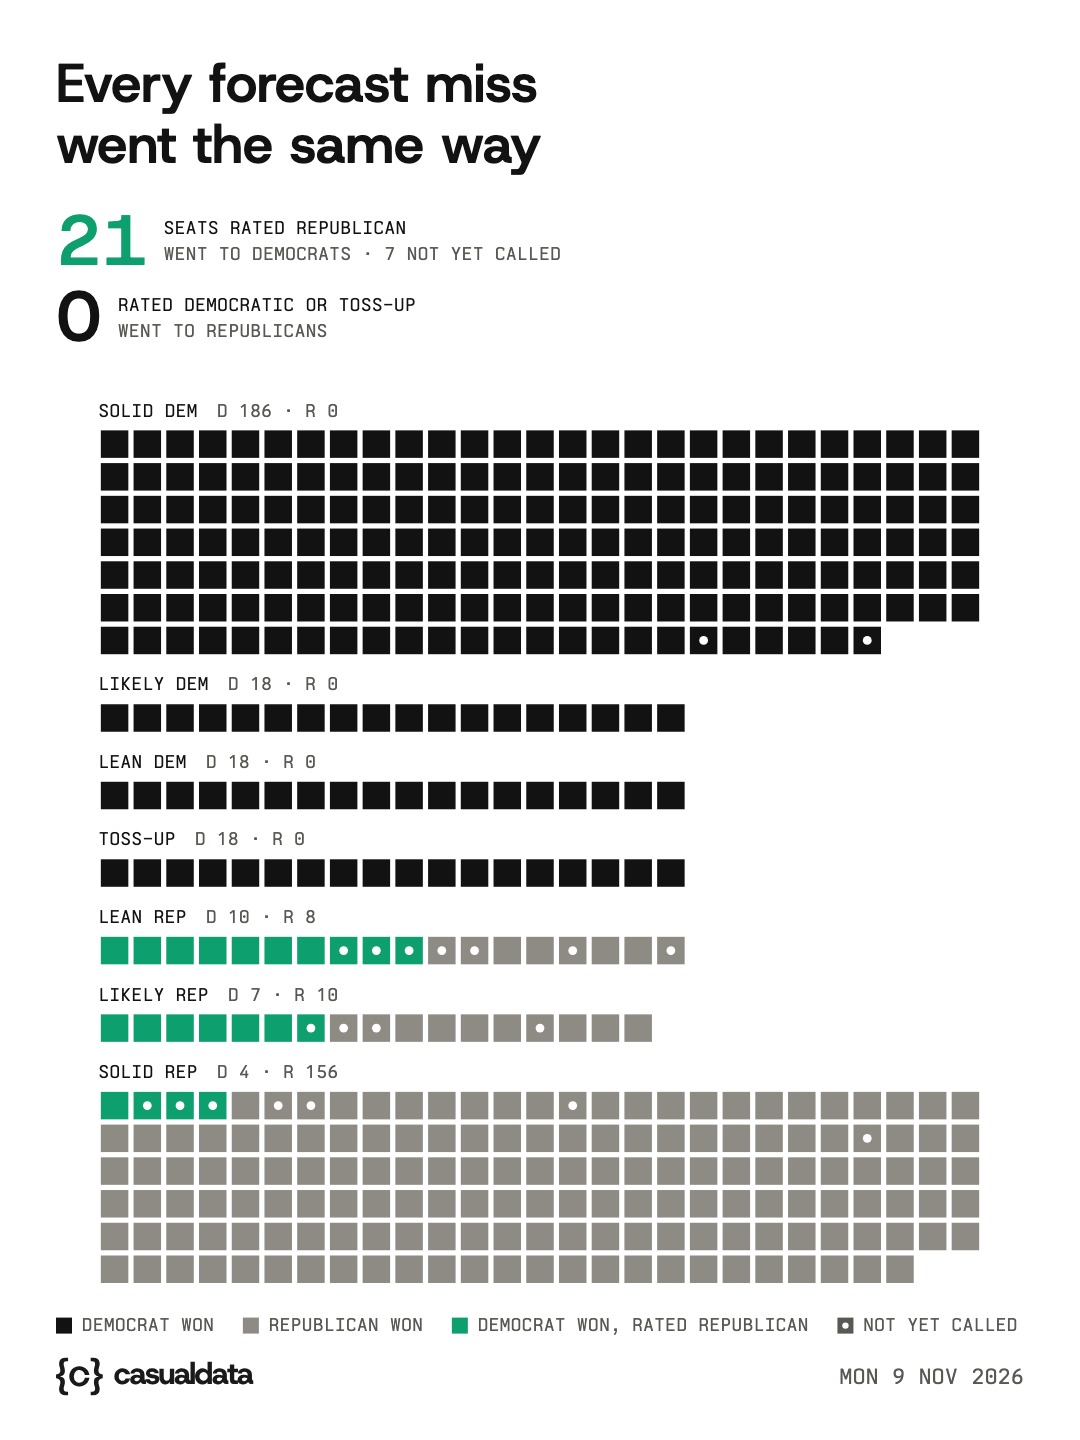 Every forecast miss
went the same way
21 SEATS RATED REPUBLICAN
WENT TO DEMOCRATS · 7 NOT YET CALLED
0 RATED DEMOCRATIC OR TOSS-UP
WENT TO REPUBLICANS
SOLID DEM D 186 · R 0
LIKELY DEM D 18 · R 0
LEAN DEM D 18 · R 0
TOSS-UP D 18 · R 0
LEAN REP D 10 · R 8
LIKELY REP D 7 · R 10
SOLID REP D 4 · R 156
DEMOCRAT WON REPUBLICAN WON DEMOCRAT WON, RATED REPUBLICAN NOT YET CALLED
{c} casualdata MON 9 NOV 2026